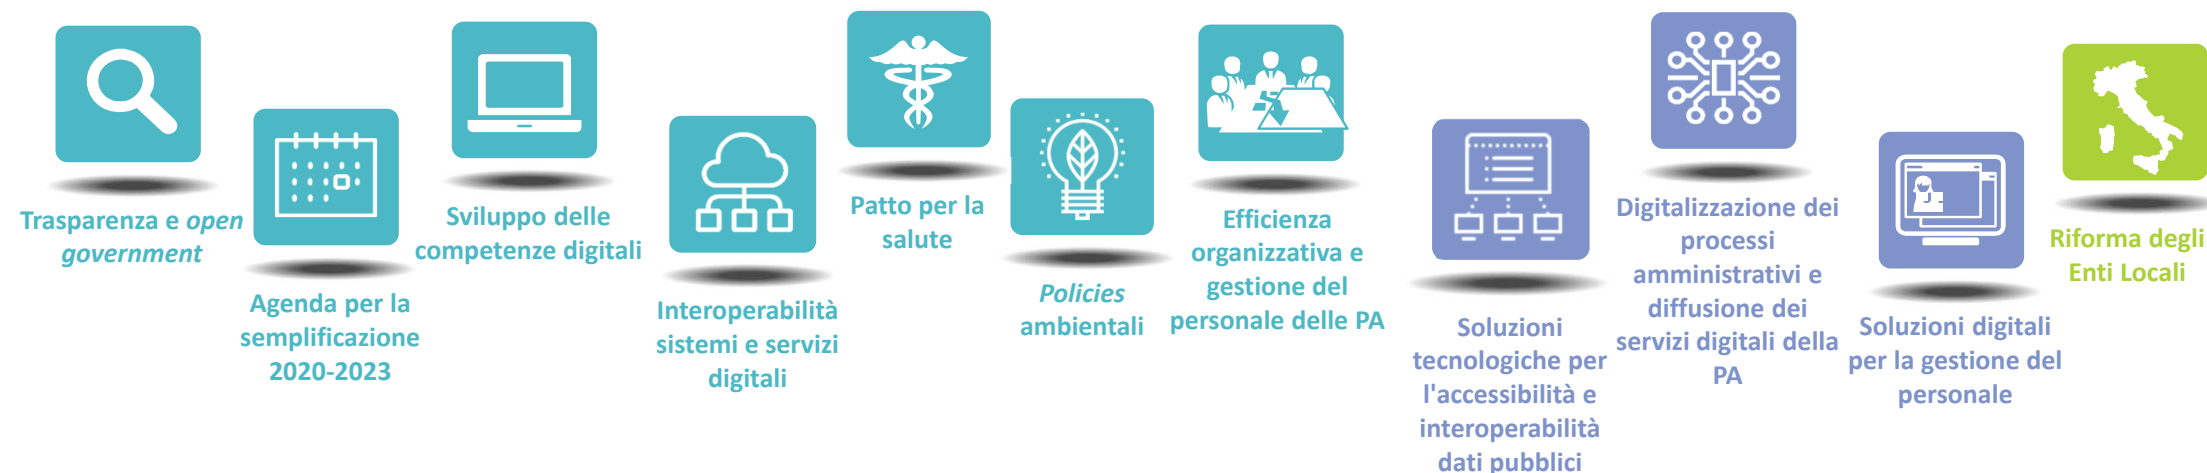 Trasparenza e open
government
Agenda per la
semplificazione
2020-2023
Sviluppo delle
competenze digitali
Interoperabilità
sistemi e servizi
digitali
Patto per la
salute
Policies
ambientali
Efficienza
organizzativa e
gestione del
personale delle PA
Soluzioni
tecnologiche per
l'accessibilità e
interoperabilità
dati pubblici
Digitalizzazione dei
processi
amministrativi e
diffusione dei
servizi digitali della
PA
Soluzioni digitali
per la gestione del
personale
Riforma degli
Enti Locali